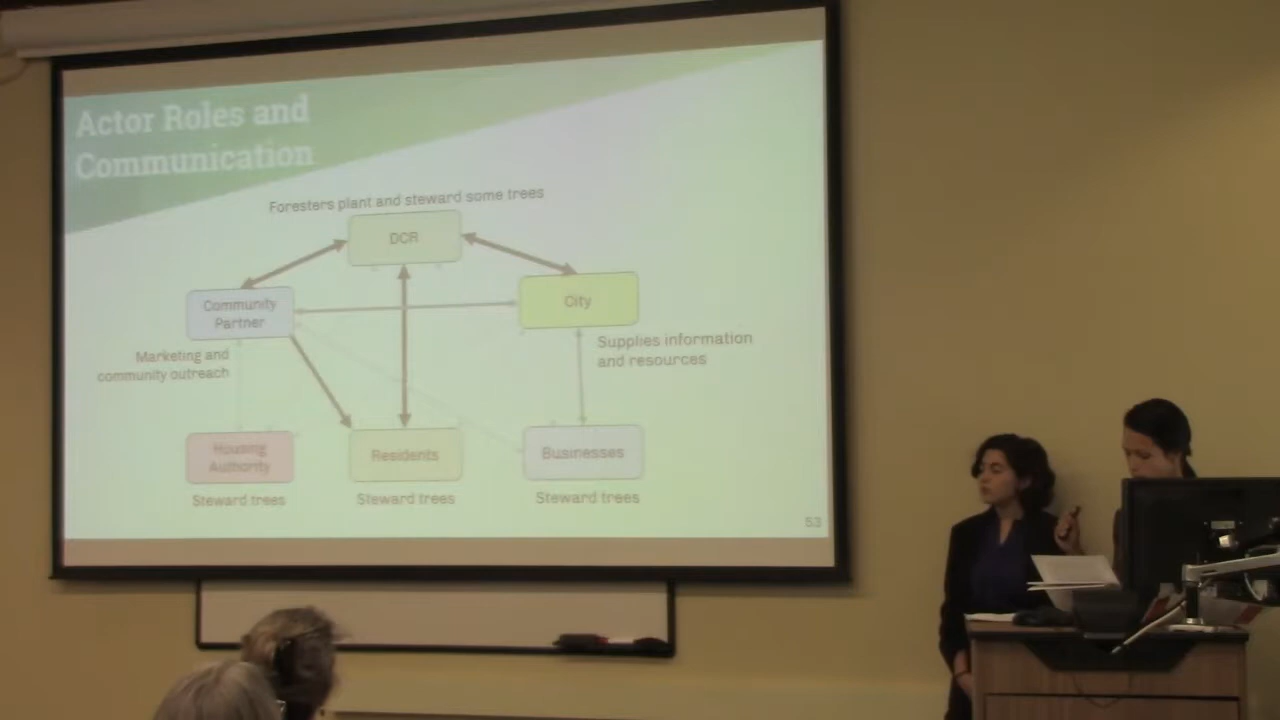 Actor Roles and
Communication
Foresters plant and steward some trees
DCR
Community
Partner
City
Marketing and
community outreach
Supplies information
and resources
Housing
Authority
Residents
Businesses
Steward trees
Steward trees
Steward trees
53